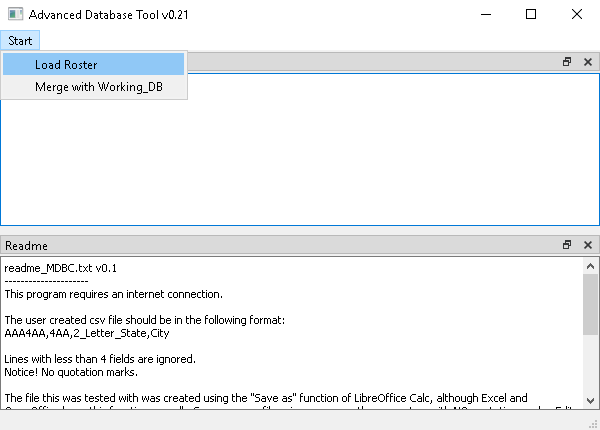 Advanced Database Tool v0.21
Start
Load Roster
Merge with Working_DB
Readme
readme_MDBC.txt v0.1
---------------------
This program requires an internet connection.
The user created csv file should be in the following format:
AAA4AA,4AA,2_Letter_State,City
Lines with less than 4 fields are ignored.
Notice! No quotation marks.
The file this was tested with was created using the "Save as" function of LibreOffice Calc, although Excel and